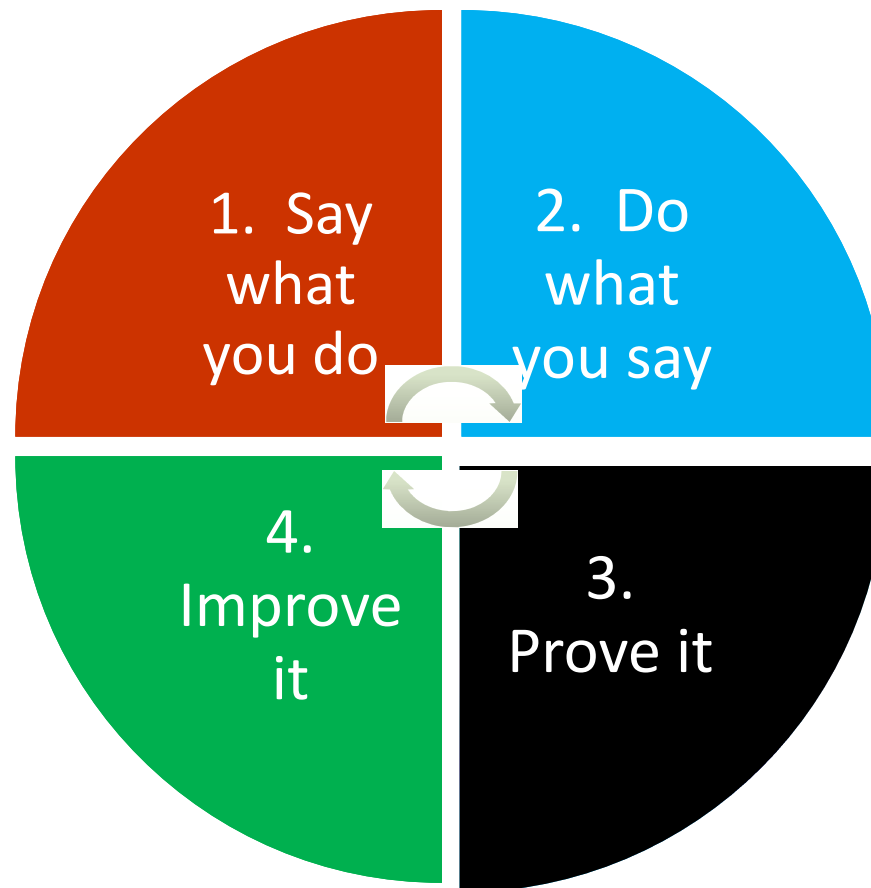 1. Say
what
you do
2. Do
what
you say
3.
Prove it
4.
Improve
it